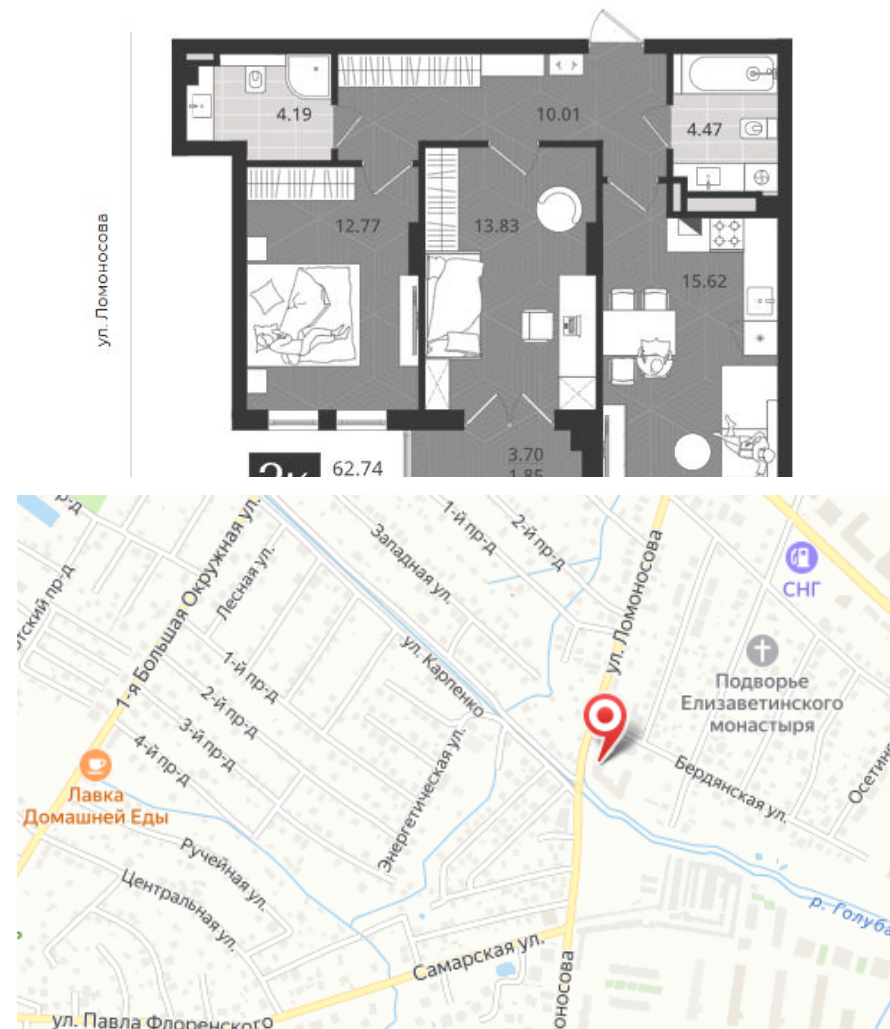 4.19
10.01
4.47
12.77
13.83
15.62
ул. Ломоносова
3.70
1.85
62.74
1-й пр-д
2-й пр-д
Западная ул.
ул. Ломоносова
СНГ
1-я Большая Окружная ул.
Лесная ул.
ул. Карпенко
Подворье
Елизаветинского
монастыря
1-й пр-д
2-й пр-д
3-й пр-д
4-й пр-д
Бердянская ул.
Лавка
Домашней Еды
Энергетическая ул.
Ручейная ул.
Центральная ул.
Самарская ул.
р. Голуба
ул. Павла Флоренского